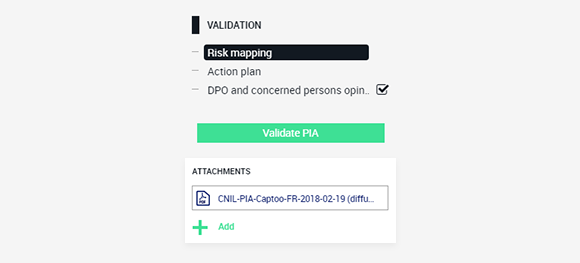 VALIDATION
Risk mapping
Action plan
DPO and concerned persons opin..
Validate PIA
ATTACHMENTS
PDF
CNIL-PIA-Captoo-FR-2018-02-19 (diffu...
Add